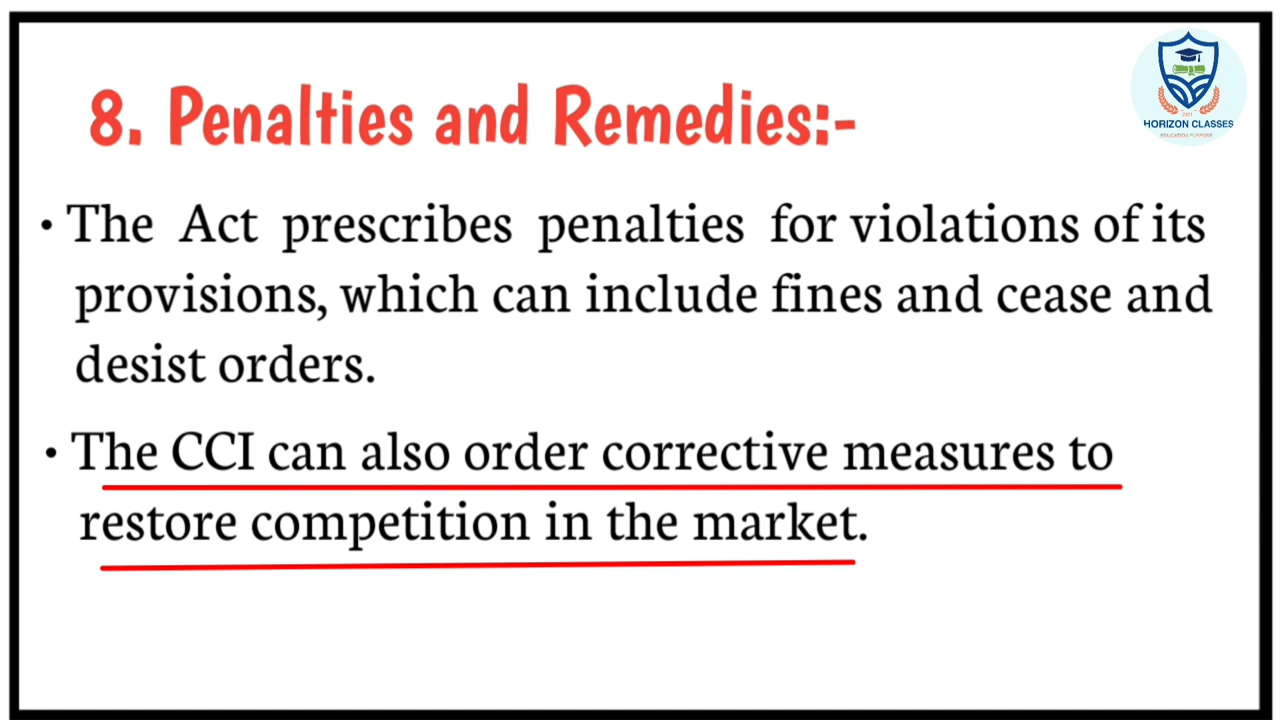 8. Penalties and Remedies:-
HORIZON CLASSES
EDUCATION PURPOSE
• The Act prescribes penalties for violations of its
provisions, which can include fines and cease and
desist orders.
• The CCI can also order corrective measures to
restore competition in the market.